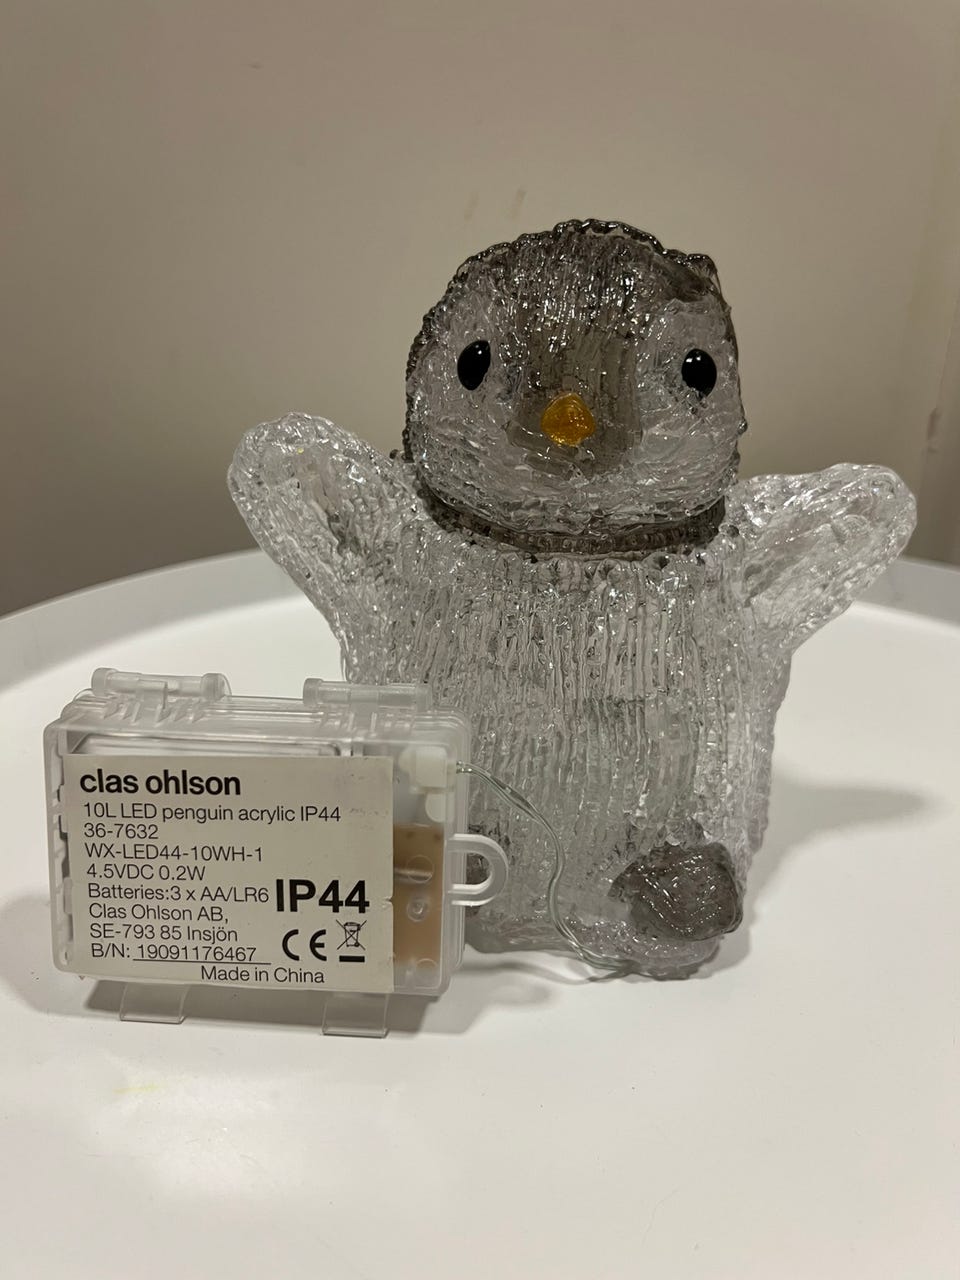 clas ohlson
10L LED penguin acrylic IP44
36-7632
WX-LED44-10WH-1
4.5VDC 0.2W
Batteries:3 x AA/LR6 IP44
Clas Ohlson AB,
SE-793 85 Insjön CE
B/N: 19091176467
Made in China